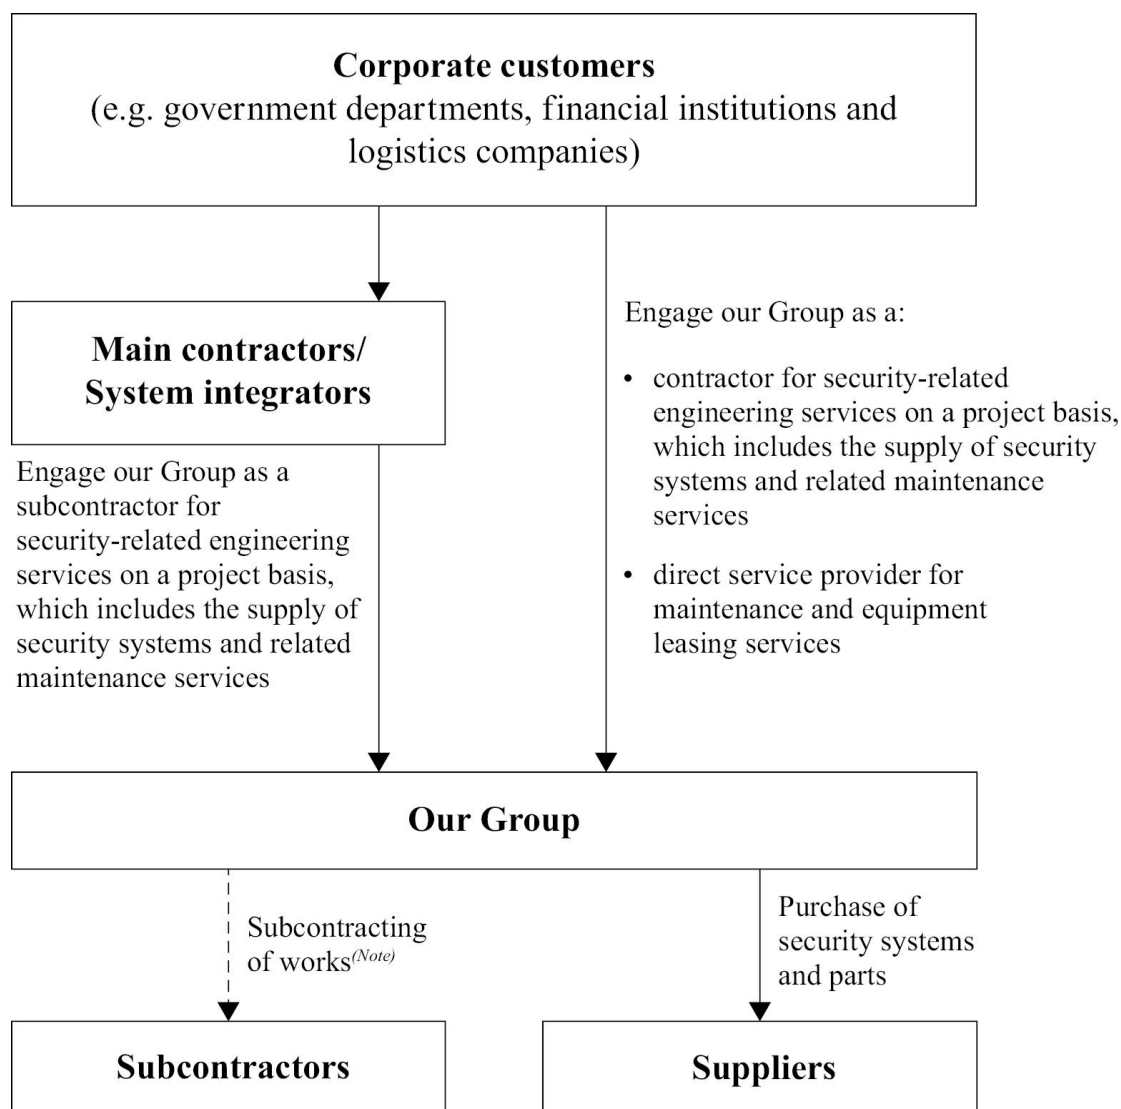 Corporate customers
(e.g. government departments, financial institutions and
logistics companies)
Main contractors/
System integrators
Engage our Group as a
subcontractor for
security-related engineering
services on a project basis,
which includes the supply of
security systems and related
maintenance services
Engage our Group as a:
• contractor for security-related
engineering services on a project basis,
which includes the supply of security
systems and related maintenance
services
• direct service provider for
maintenance and equipment
leasing services
Our Group
Subcontracting
of works(Note)
Purchase of
security systems
and parts
Subcontractors
Suppliers